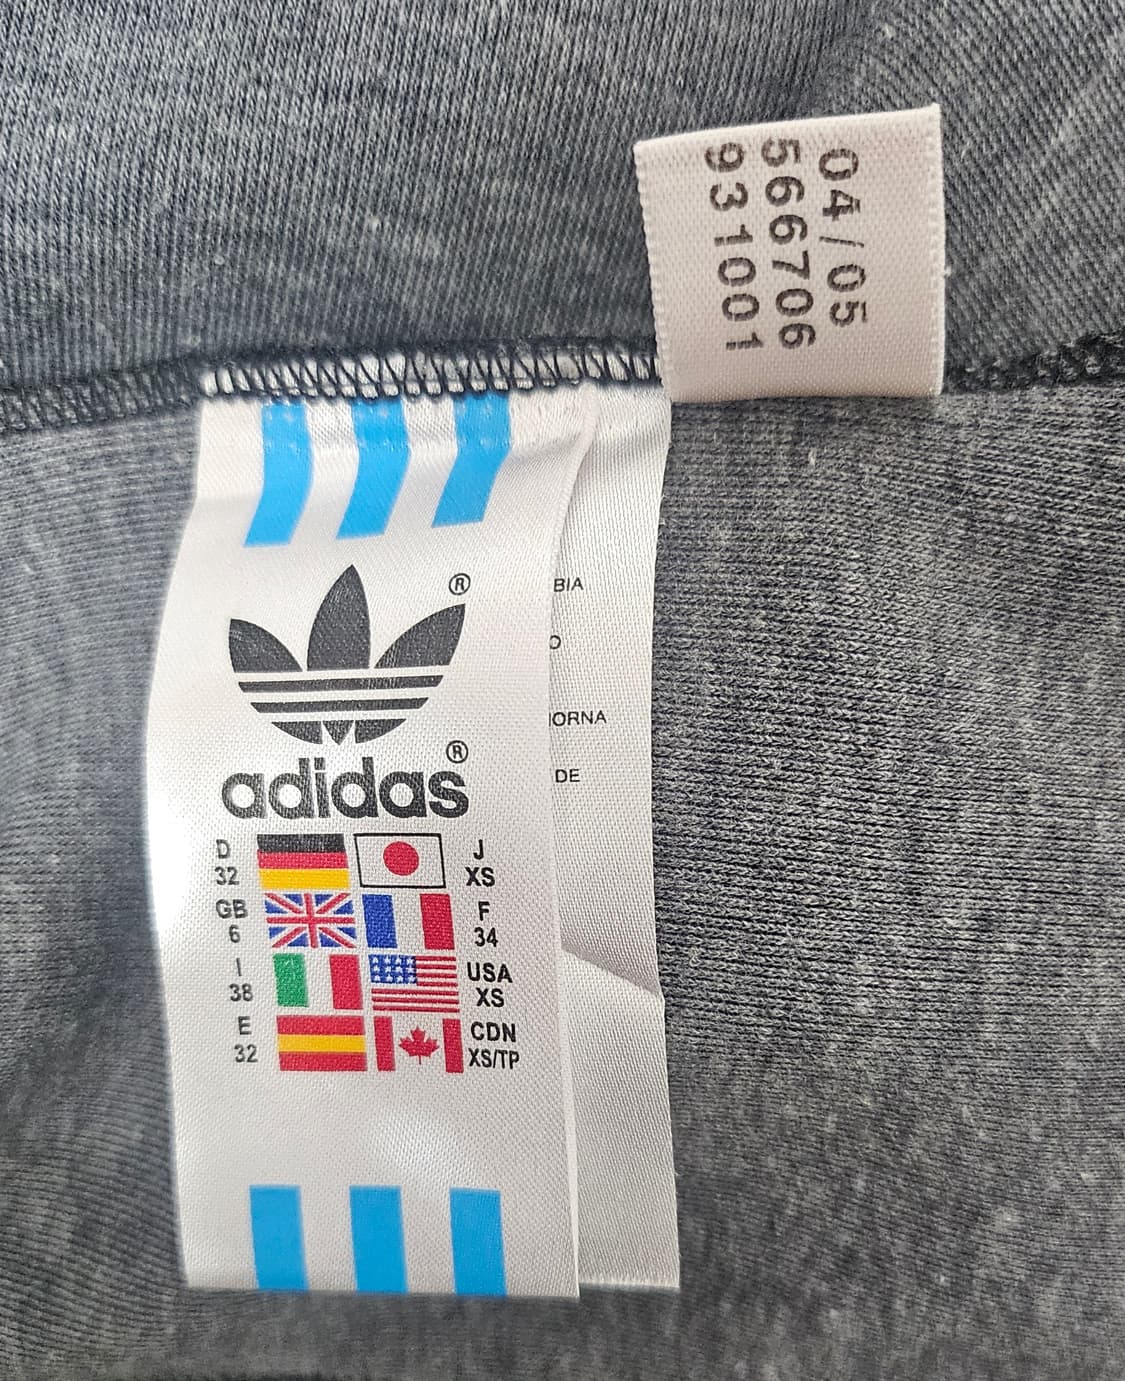 04/05
566706
931001
®
®
adidas
D
32
J
XS
GB
6
F
34
I
38
USA
XS
E
32
CDN
XS/TP
BIA
O
IORNA
DE